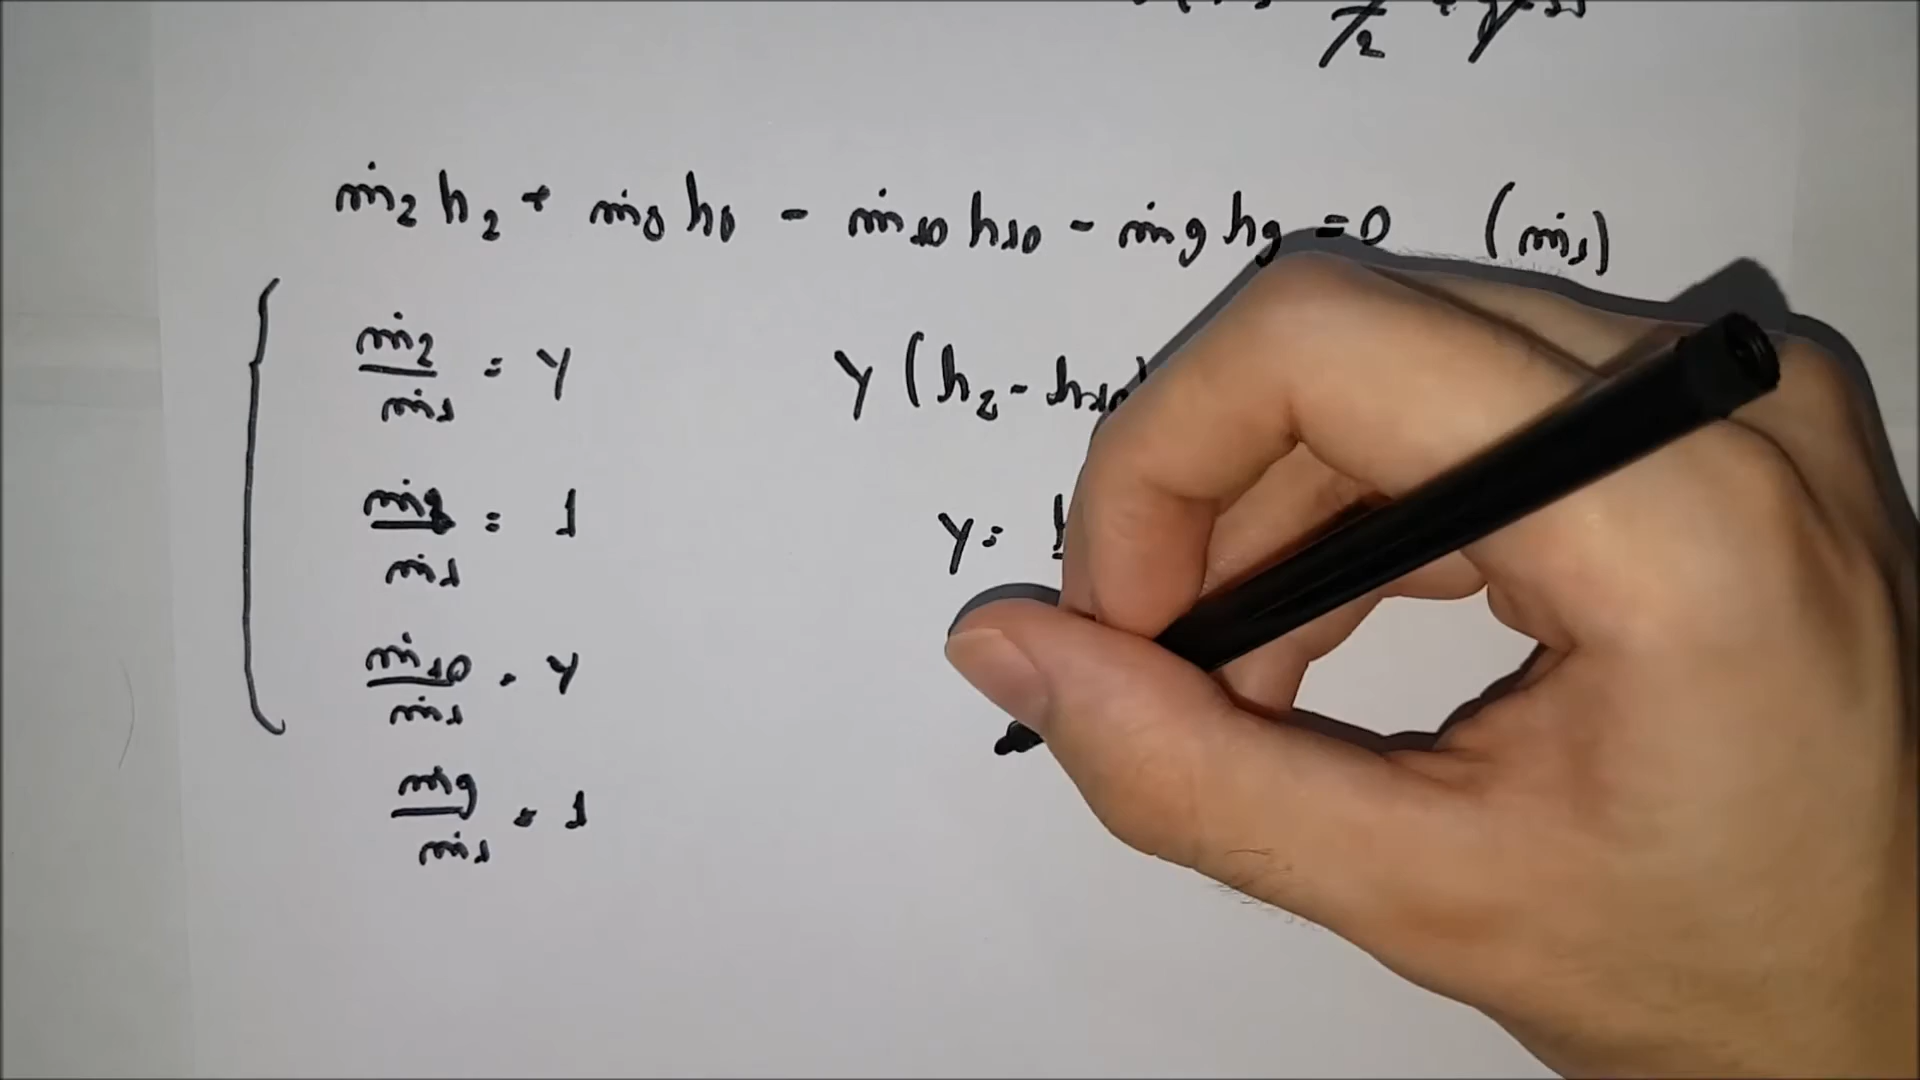 ṁ₂ h₂ + ṁ₈ h₈ - ṁ₁₀ h₁₀ - ṁ₉ h₉ = 0 (ṁ₁)
ṁ₂/ṁ₁ = y
y (h₂ - h₁₀)
ṁ₈/ṁ₁ = 1
y =
ṁ₁₀/ṁ₁ = y
ṁ₉/ṁ₁ = 1